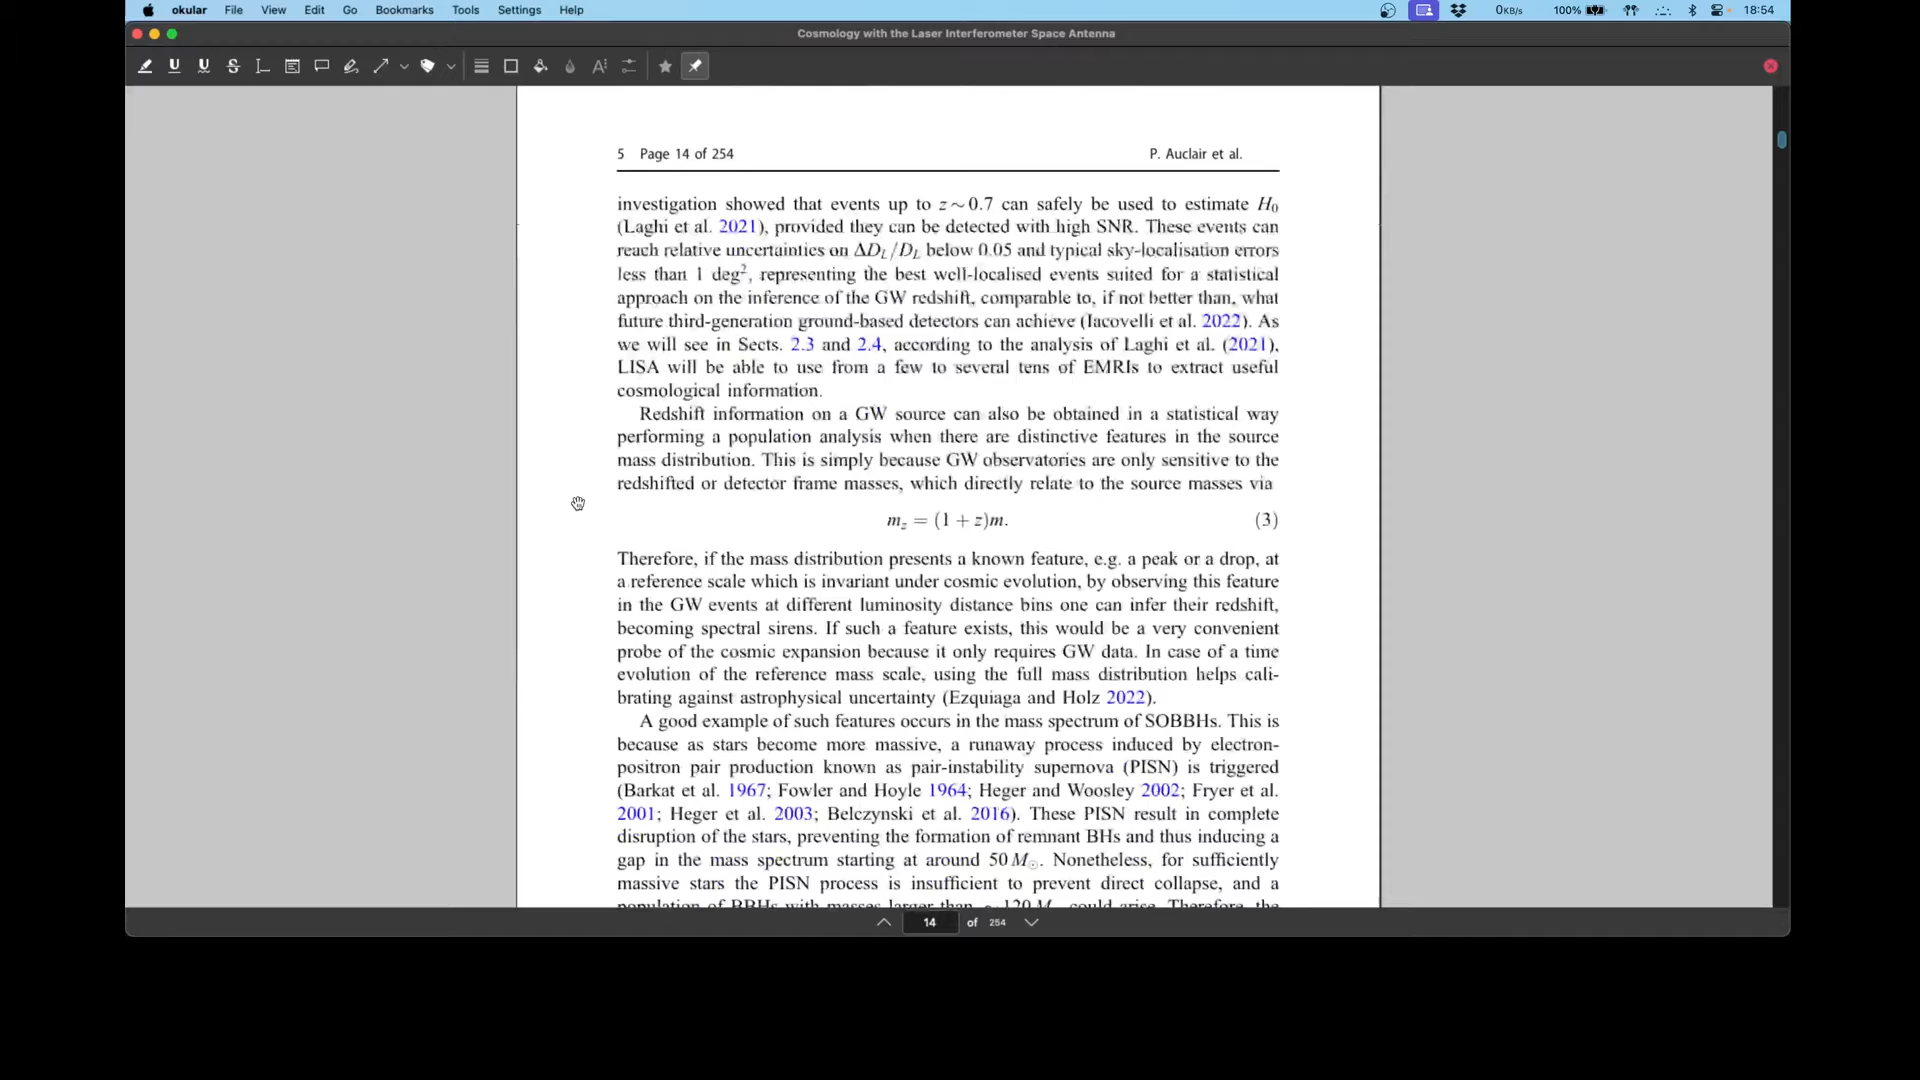 okular File View Edit Go Bookmarks Tools Settings Help 0KB/s 100% 18:54
Cosmology with the Laser Interferometer Space Antenna
5 Page 14 of 254 P. Auclair et al.
investigation showed that events up to z∼0.7 can safely be used to estimate H₀
(Laghi et al. 2021), provided they can be detected with high SNR. These events can
reach relative uncertainties on ΔD_L/D_L below 0.05 and typical sky-localisation errors
less than 1 deg², representing the best well-localised events suited for a statistical
approach on the inference of the GW redshift, comparable to, if not better than, what
future third-generation ground-based detectors can achieve (Iacovelli et al. 2022). As
we will see in Sects. 2.3 and 2.4, according to the analysis of Laghi et al. (2021),
LISA will be able to use from a few to several tens of EMRIs to extract useful
cosmological information.
Redshift information on a GW source can also be obtained in a statistical way
performing a population analysis when there are distinctive features in the source
mass distribution. This is simply because GW observatories are only sensitive to the
redshifted or detector frame masses, which directly relate to the source masses via
m_z = (1 + z)m. (3)
Therefore, if the mass distribution presents a known feature, e.g. a peak or a drop, at
a reference scale which is invariant under cosmic evolution, by observing this feature
in the GW events at different luminosity distance bins one can infer their redshift,
becoming spectral sirens. If such a feature exists, this would be a very convenient
probe of the cosmic expansion because it only requires GW data. In case of a time
evolution of the reference mass scale, using the full mass distribution helps cali-
brating against astrophysical uncertainty (Ezquiaga and Holz 2022).
A good example of such features occurs in the mass spectrum of SOBBHs. This is
because as stars become more massive, a runaway process induced by electron-
positron pair production known as pair-instability supernova (PISN) is triggered
(Barkat et al. 1967; Fowler and Hoyle 1964; Heger and Woosley 2002; Fryer et al.
2001; Heger et al. 2003; Belczynski et al. 2016). These PISN result in complete
disruption of the stars, preventing the formation of remnant BHs and thus inducing a
gap in the mass spectrum starting at around 50 M☉. Nonetheless, for sufficiently
massive stars the PISN process is insufficient to prevent direct collapse, and a
population of BBHs with masses larger than ∼120 M could arise. Therefore, the
14 of 254